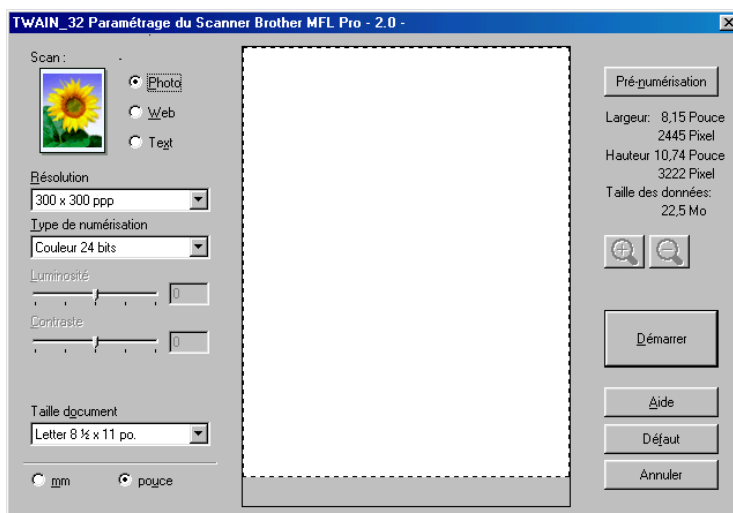 TWAIN_32 Paramétrage du Scanner Brother MFL Pro - 2.0 -
Scan :
Photo
Web
Text
Résolution
300 x 300 ppp
Type de numérisation
Couleur 24 bits
Luminosité
0
Contraste
0
Taille document
Letter 8 ½ x 11 po.
mm
pouce
Pré-numérisation
Largeur: 8,15 Pouce
2445 Pixel
Hauteur 10,74 Pouce
3222 Pixel
Taille des données:
22,5 Mo
Démarrer
Aide
Défaut
Annuler